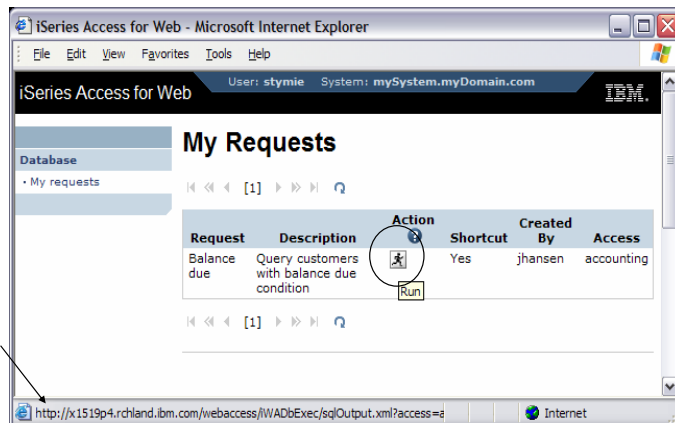 iSeries Access for Web - Microsoft Internet Explorer
File Edit View Favorites Tools Help
User: stymie System: mySystem.myDomain.com
iSeries Access for Web
IBM.
My Requests
Database
• My requests
[1]
Request Description Action ? Shortcut Created By Access
Balance due Query customers with balance due condition Yes jhansen accounting
Run
[1]
http://x1519p4.rchland.ibm.com/webaccess/iWADbExec/sqlOutput.xml?access=a Internet